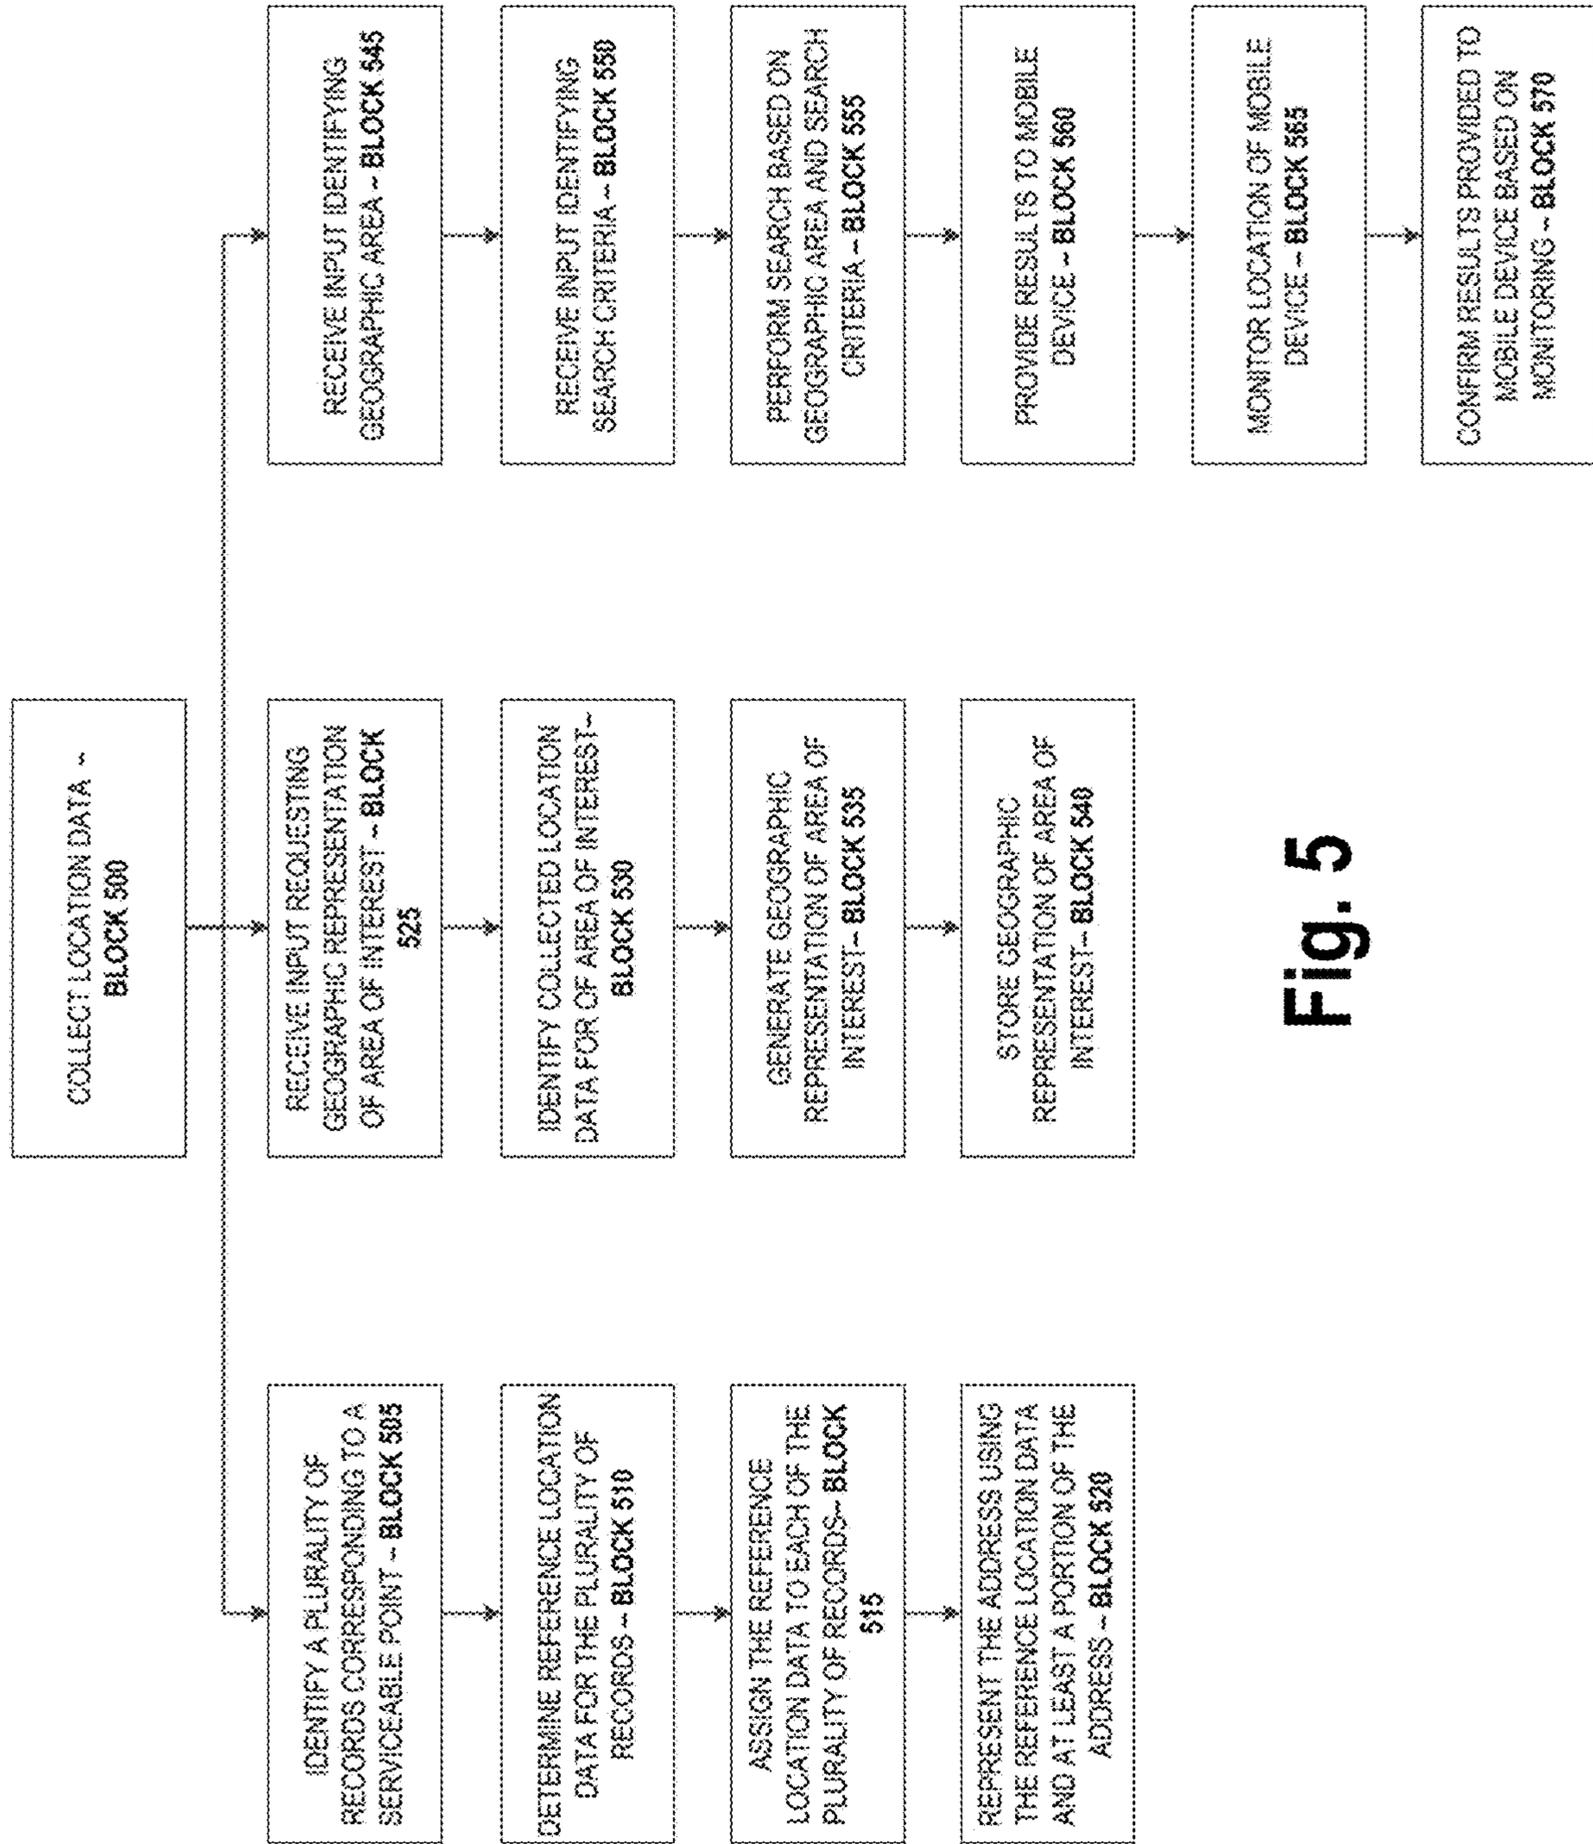 COLLECT LOCATION DATA ~
BLOCK 500
IDENTIFY A PLURALITY OF
RECORDS CORRESPONDING TO A
SERVICEABLE POINT ~ BLOCK 505
DETERMINE REFERENCE LOCATION
DATA FOR THE PLURALITY OF
RECORDS ~ BLOCK 510
ASSIGN THE REFERENCE
LOCATION DATA TO EACH OF THE
PLURALITY OF RECORDS~ BLOCK
515
REPRESENT THE ADDRESS USING
THE REFERENCE LOCATION DATA
AND AT LEAST A PORTION OF THE
ADDRESS ~ BLOCK 520
RECEIVE INPUT REQUESTING
GEOGRAPHIC REPRESENTATION
OF AREA OF INTEREST ~ BLOCK
525
IDENTIFY COLLECTED LOCATION
DATA FOR OF AREA OF INTEREST~
BLOCK 530
GENERATE GEOGRAPHIC
REPRESENTATION OF AREA OF
INTEREST~ BLOCK 535
STORE GEOGRAPHIC
REPRESENTATION OF AREA OF
INTEREST~ BLOCK 540
RECEIVE INPUT IDENTIFYING
GEOGRAPHIC AREA ~ BLOCK 545
RECEIVE INPUT IDENTIFYING
SEARCH CRITERIA ~ BLOCK 550
PERFORM SEARCH BASED ON
GEOGRAPHIC AREA AND SEARCH
CRITERIA ~ BLOCK 555
PROVIDE RESULTS TO MOBILE
DEVICE ~ BLOCK 560
MONITOR LOCATION OF MOBILE
DEVICE ~ BLOCK 565
CONFIRM RESULTS PROVIDED TO
MOBILE DEVICE BASED ON
MONITORING ~ BLOCK 570
Fig. 5